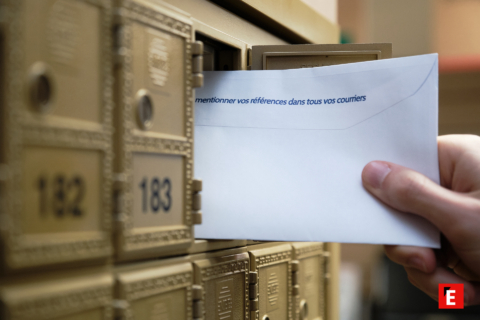 mentionner vos références dans tous vos courriers
182
183
E